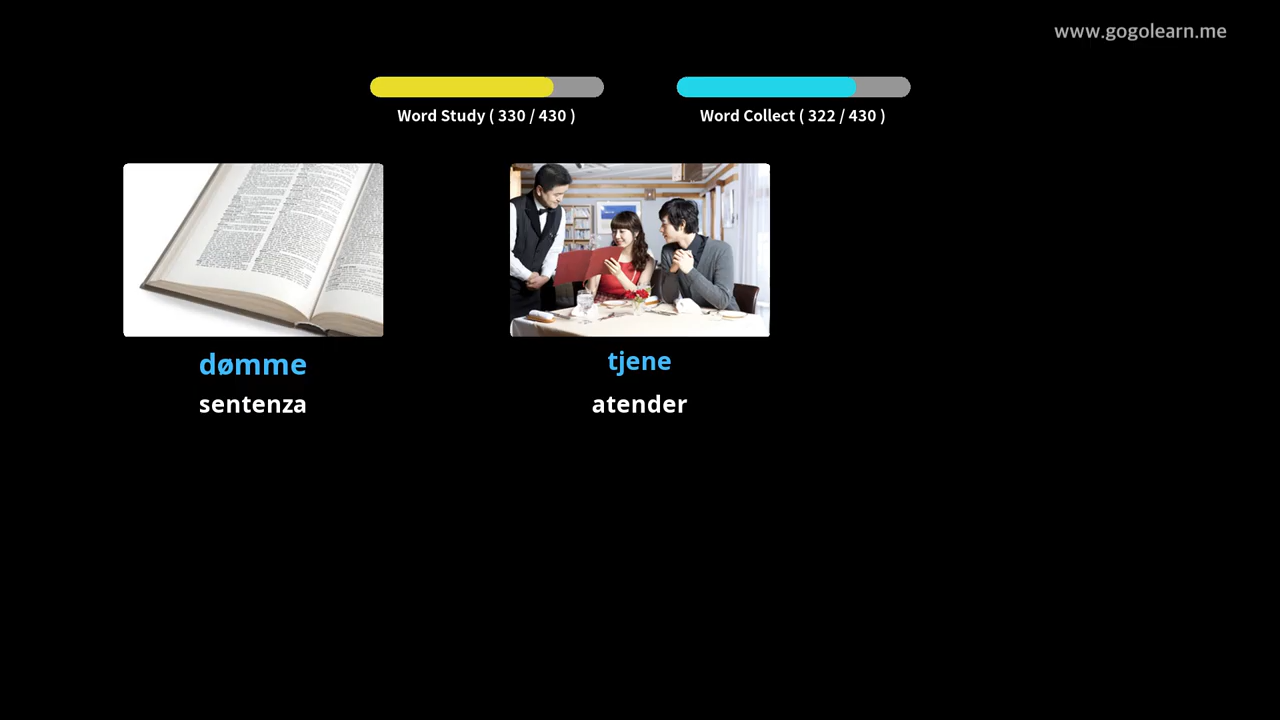 www.gogolearn.me
Word Study ( 330 / 430 )
Word Collect ( 322 / 430 )
dømme
sentenza
tjene
atender